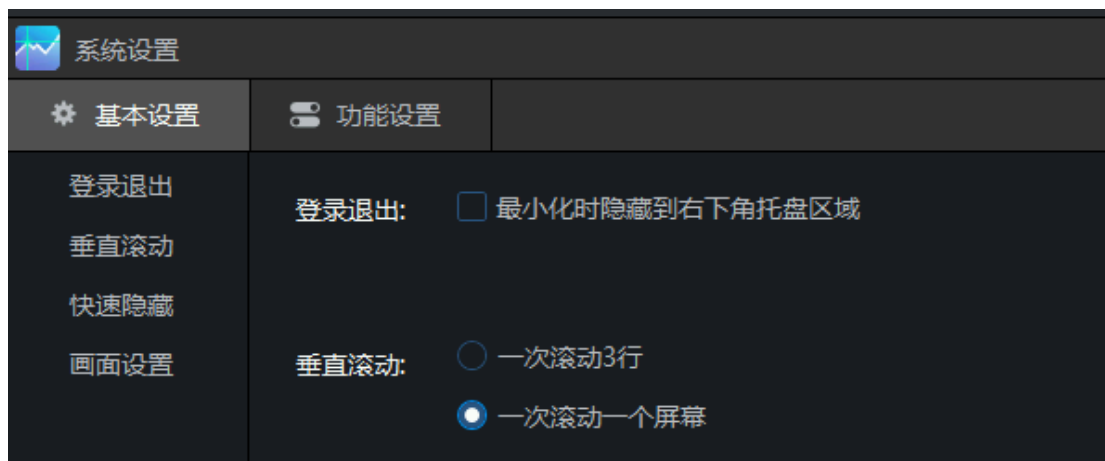 系统设置
基本设置
功能设置
登录退出
垂直滚动
快速隐藏
画面设置
登录退出:
最小化时隐藏到右下角托盘区域
垂直滚动:
一次滚动3行
一次滚动一个屏幕